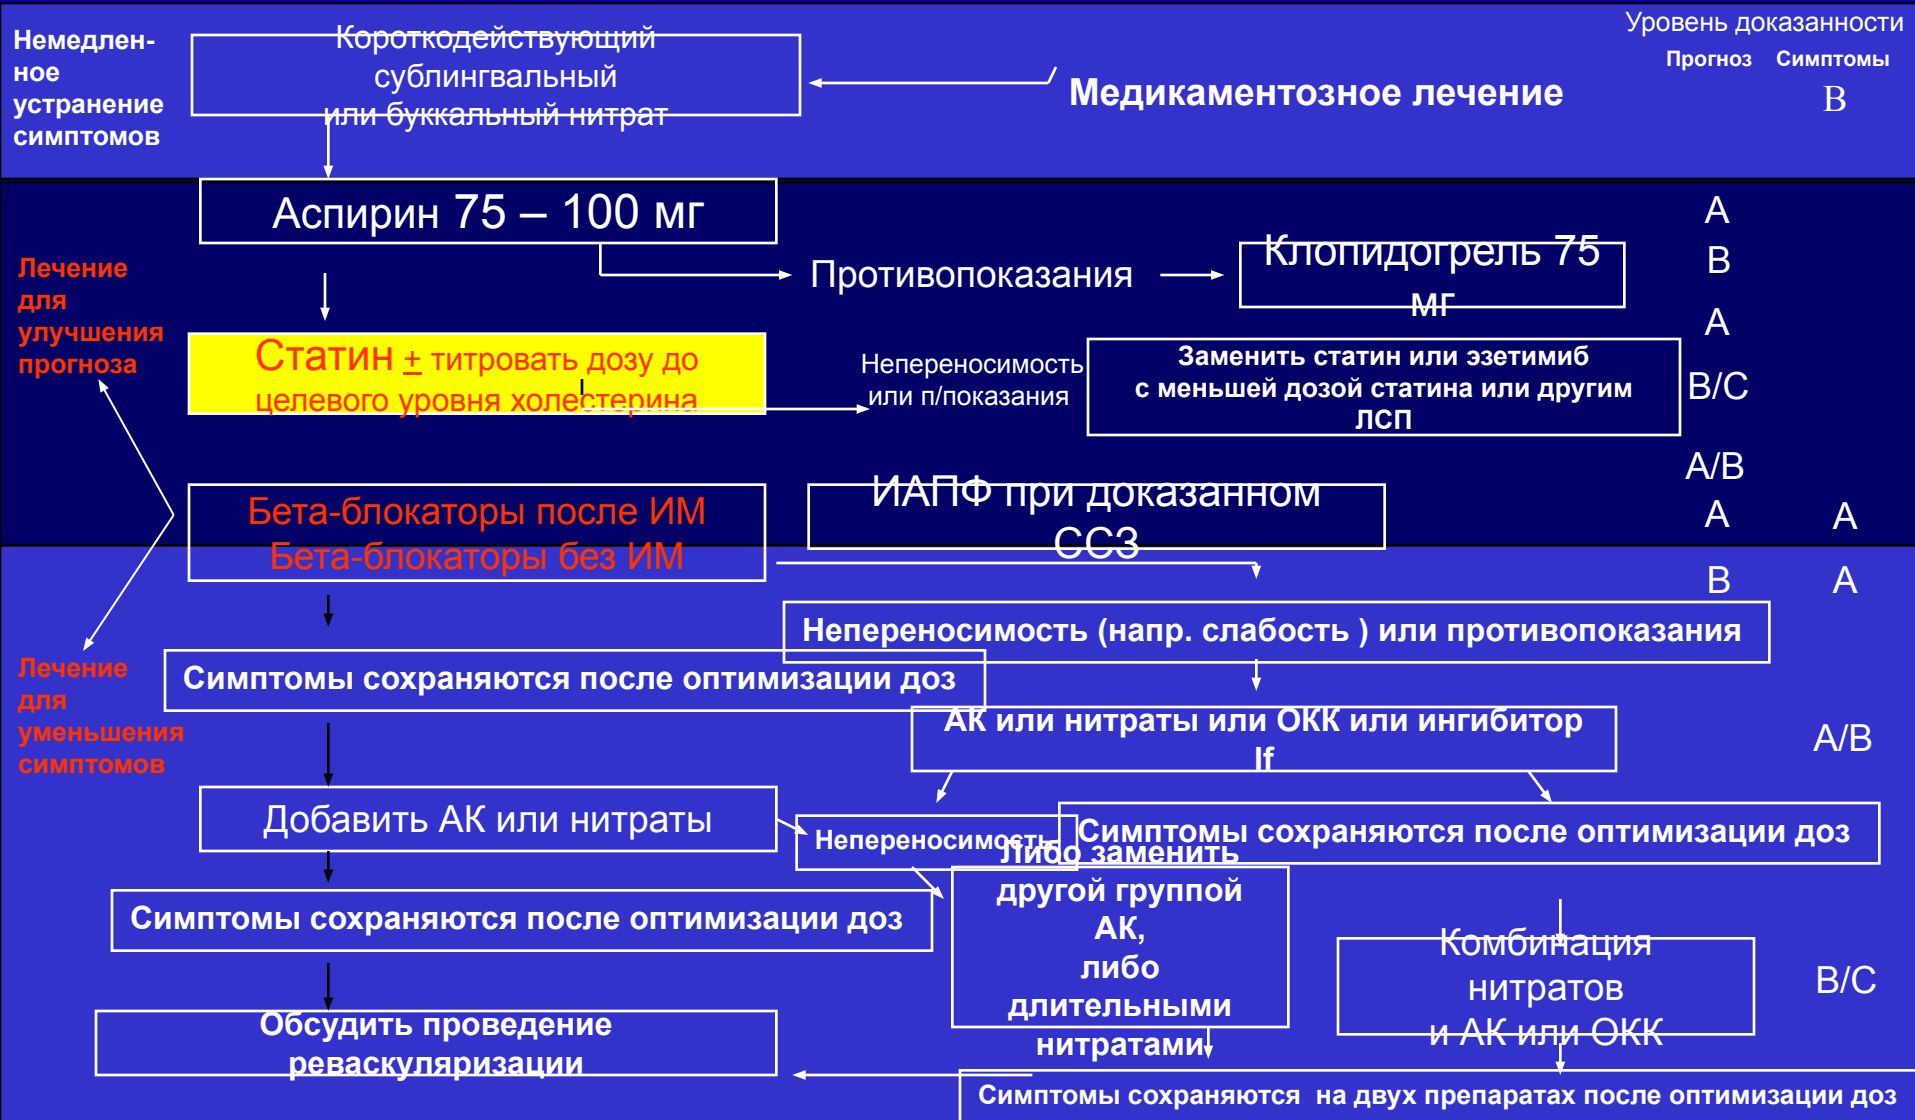 Немедлен-
ное
устранение
симптомов
Короткодействующий
сублингвальный
или буккальный нитрат
Медикаментозное лечение
Уровень доказанности
Прогноз Симптомы
В
Аспирин 75 – 100 мг
А
Лечение
для
улучшения
прогноза
Противопоказания
Клопидогрель 75
мг
В
А
Статин + титровать дозу до
целевого уровня холестерина
Непереносимость
или п/показания
Заменить статин или эзетимиб
с меньшей дозой статина или другим
ЛСП
В/С
А/В
Бета-блокаторы после ИМ
Бета-блокаторы без ИМ
ИАПФ при доказанном
ССЗ
А А
В А
Непереносимость (напр. слабость ) или противопоказания
Лечение
для
уменьшения
симптомов
Симптомы сохраняются после оптимизации доз
АК или нитраты или ОКК или ингибитор
If
А/В
Добавить АК или нитраты
Непереносимость
Симптомы сохраняются после оптимизации доз
Либо заменить
другой группой
АК,
либо
длительными
нитратами
Симптомы сохраняются после оптимизации доз
Комбинация
нитратов
и АК или ОКК
В/С
Обсудить проведение
реваскуляризации
Симптомы сохраняются на двух препаратах после оптимизации доз